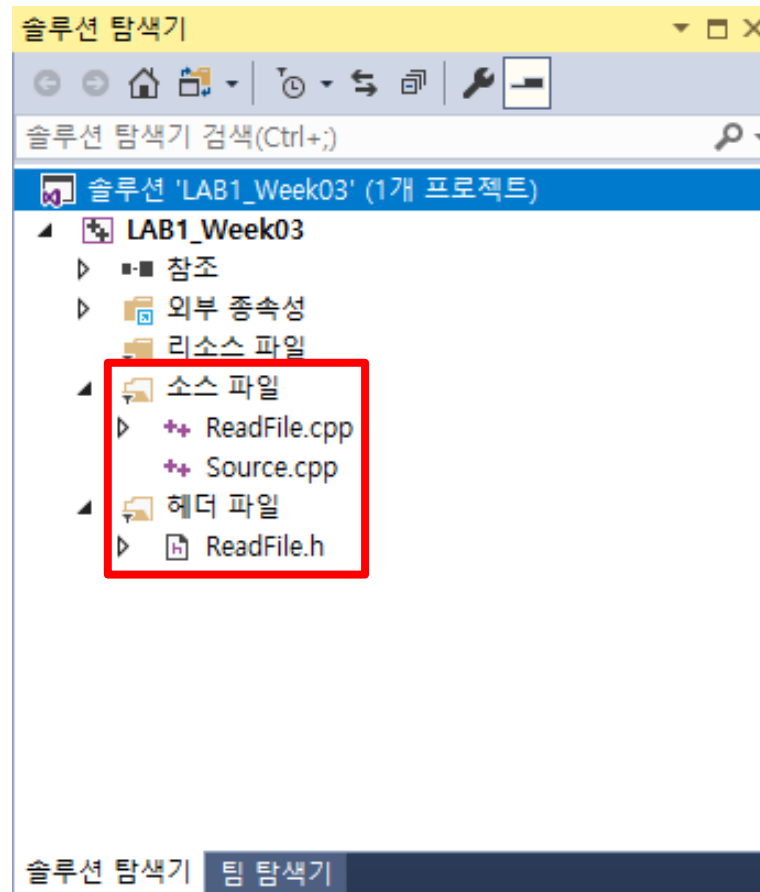 솔루션 탐색기
솔루션 탐색기 검색(Ctrl+;)
솔루션 'LAB1_Week03' (1개 프로젝트)
LAB1_Week03
참조
외부 종속성
리소스 파일
소스 파일
ReadFile.cpp
Source.cpp
헤더 파일
ReadFile.h
솔루션 탐색기 팀 탐색기